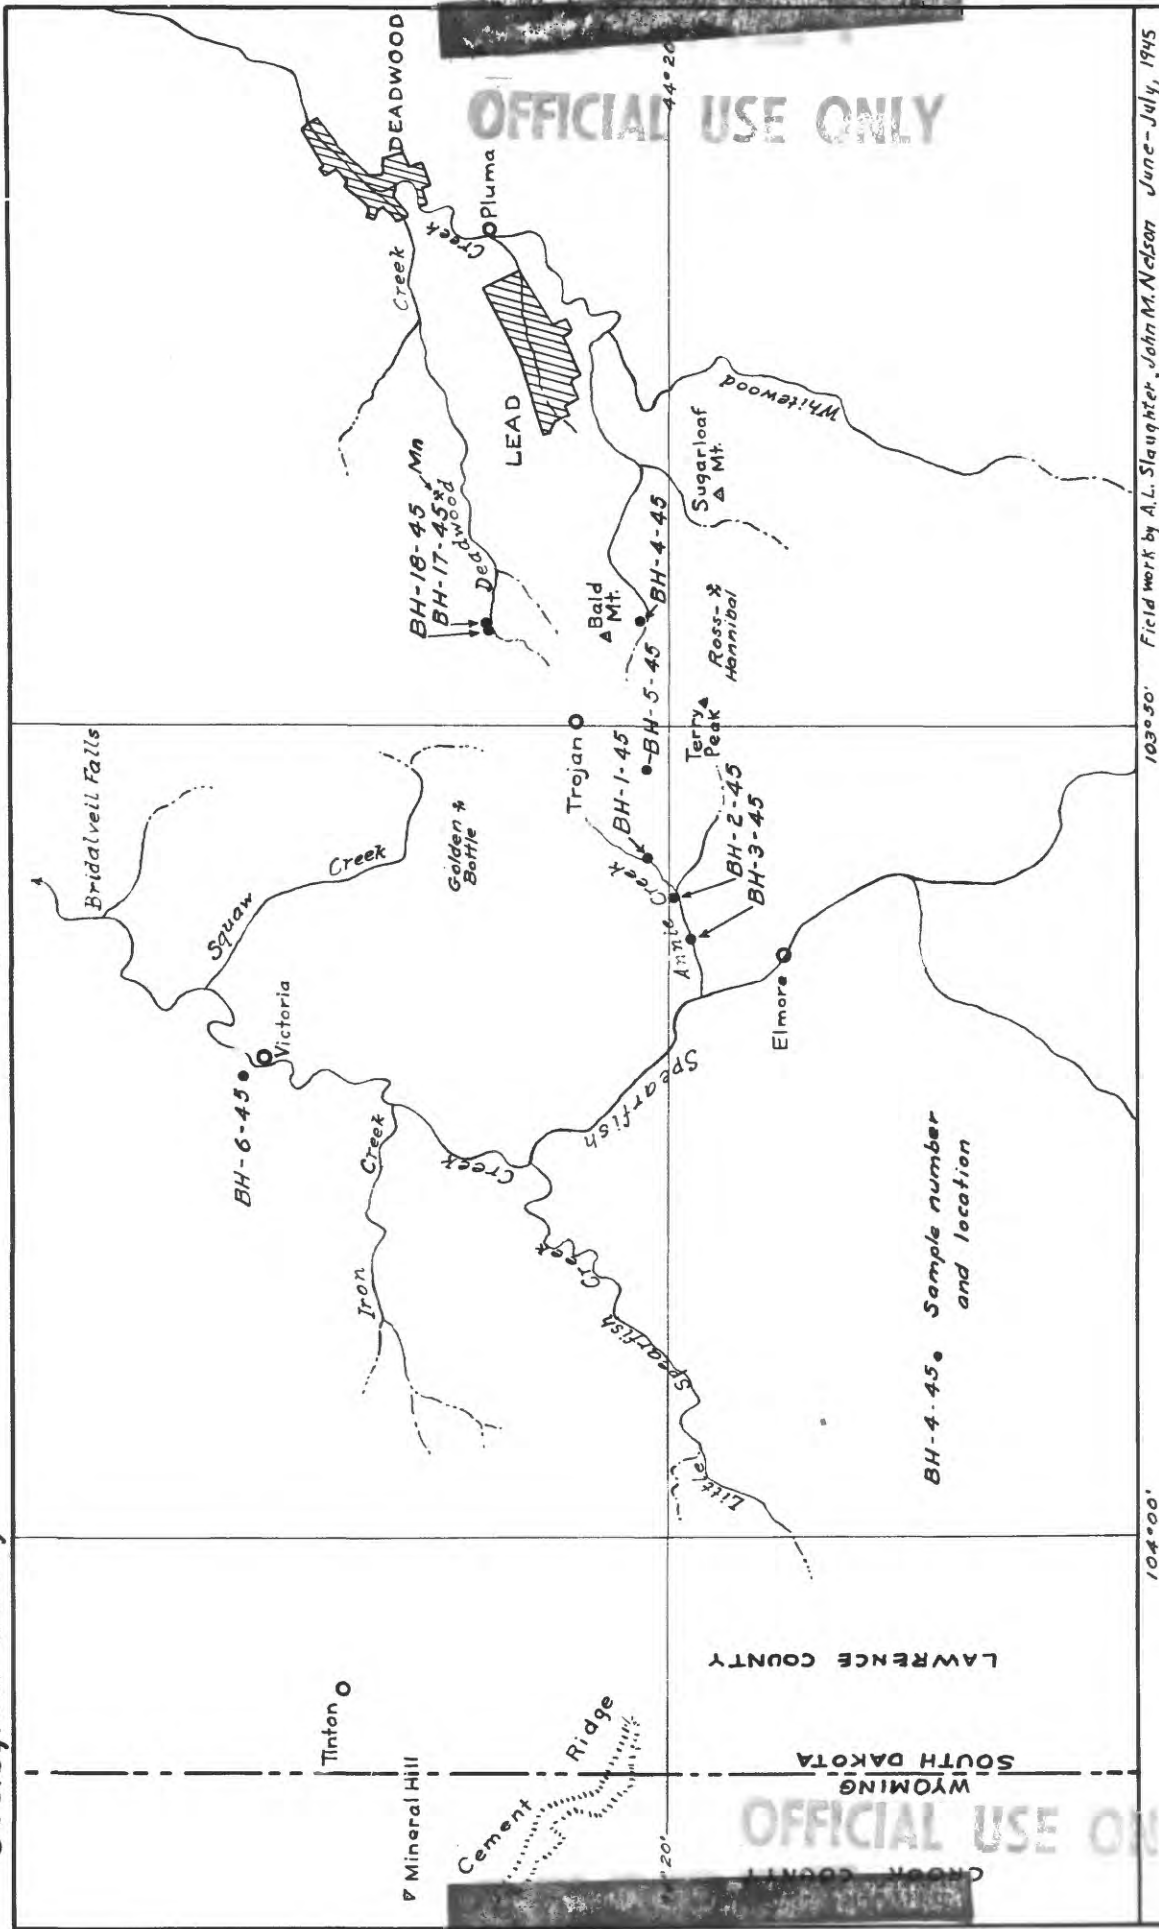 OFFICIAL USE ONLY
DEADWOOD
44°20'
Pluma
Creek
Creek
LEAD
Whitewood
Sugarloaf
Mt.
Mn
BH-18-45
BH-17-45
Deadwood
Bald
Mt.
BH-4-45
Ross-
Hannibal
BH-5-45
Terry
Peak
Trojan
BH-1-45
BH-2-45
BH-3-45
Annie Creek
Bridalveil Falls
Squaw Creek
Golden
Bottle
Elmore
Victoria
BH-6-45
Iron Creek
Spearfish Creek
Little Spearfish Creek
BH-4-45 Sample number
and location
Tinton
Mineral Hill
Cement Ridge
20'
LAWRENCE COUNTY
SOUTH DAKOTA
WYOMING
CROOK COUNTY
OFFICIAL USE ON
104°00'
103°50'
Field work by A.L. Slaughter, John M. Nelson June-July, 1945